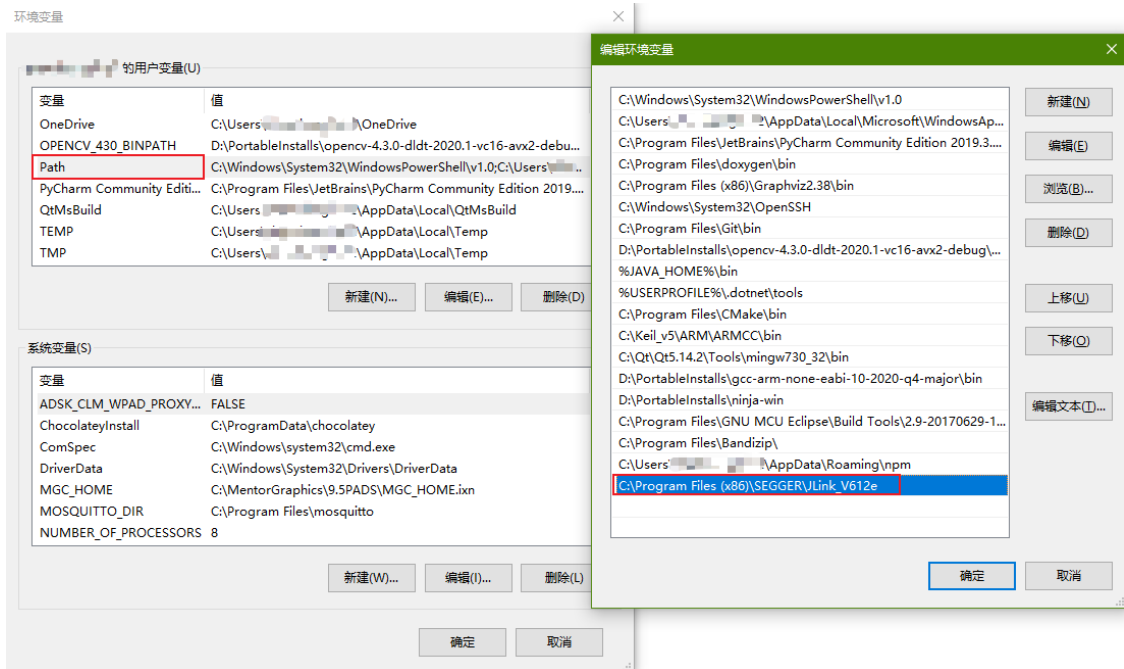 环境变量
的用户变量(U)
变量 值
OneDrive C:\Users \OneDrive
OPENCV_430_BINPATH D:\PortableInstalls\opencv-4.3.0-dldt-2020.1-vc16-avx2-debu...
Path C:\Windows\System32\WindowsPowerShell\v1.0;C:\Users\ ...
PyCharm Community Editi... C:\Program Files\JetBrains\PyCharm Community Edition 2019....
QtMsBuild C:\Users \AppData\Local\QtMsBuild
TEMP C:\Users \AppData\Local\Temp
TMP C:\Users\ \AppData\Local\Temp
新建(N)... 编辑(E)... 删除(D)
系统变量(S)
变量 值
ADSK_CLM_WPAD_PROXY... FALSE
ChocolateyInstall C:\ProgramData\chocolatey
ComSpec C:\Windows\system32\cmd.exe
DriverData C:\Windows\System32\Drivers\DriverData
MGC_HOME C:\MentorGraphics\9.5PADS\MGC_HOME.ixn
MOSQUITTO_DIR C:\Program Files\mosquitto
NUMBER_OF_PROCESSORS 8
新建(W)... 编辑(I)... 删除(L)
确定 取消
编辑环境变量
C:\Windows\System32\WindowsPowerShell\v1.0
C:\Users \AppData\Local\Microsoft\WindowsAp...
C:\Program Files\JetBrains\PyCharm Community Edition 2019.3....
C:\Program Files\doxygen\bin
C:\Program Files (x86)\Graphviz2.38\bin
C:\Windows\System32\OpenSSH
C:\Program Files\Git\bin
D:\PortableInstalls\opencv-4.3.0-dldt-2020.1-vc16-avx2-debug\...
%JAVA_HOME%\bin
%USERPROFILE%\.dotnet\tools
C:\Program Files\CMake\bin
C:\Keil_v5\ARM\ARMCC\bin
C:\Qt\Qt5.14.2\Tools\mingw730_32\bin
D:\PortableInstalls\gcc-arm-none-eabi-10-2020-q4-major\bin
D:\PortableInstalls\ninja-win
C:\Program Files\GNU MCU Eclipse\Build Tools\2.9-20170629-1...
C:\Program Files\Bandizip\
C:\Users \AppData\Roaming\npm
C:\Program Files (x86)\SEGGER\JLink_V612e
新建(N)
编辑(E)
浏览(B)...
删除(D)
上移(U)
下移(O)
编辑文本(T)...
确定 取消